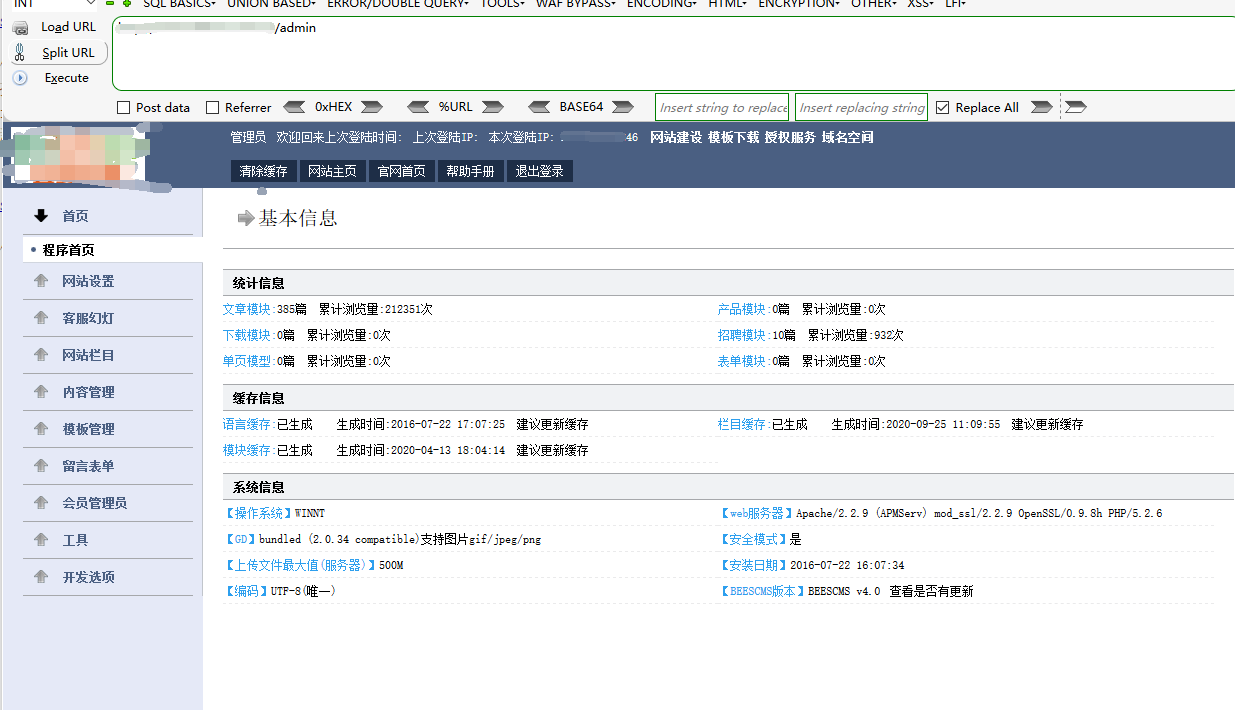 INT SQL BASICS▾ UNION BASED▾ ERROR/DOUBLE QUERY▾ TOOLS▾ WAF BYPASS▾ ENCODING▾ HTML▾ ENCRYPTION▾ OTHER▾ XSS▾ LFI▾
Load URL /admin
Split URL
Execute
Post data Referrer 0xHEX %URL BASE64 Insert string to replace Insert replacing string Replace All
管理员 欢迎回来上次登陆时间: 上次登陆IP: 本次登陆IP: 46 网站建设 模板下载 授权服务 域名空间
清除缓存 网站主页 官网首页 帮助手册 退出登录
首页
程序首页
网站设置
客服幻灯
网站栏目
内容管理
模板管理
留言表单
会员管理员
工具
开发选项
基本信息
统计信息
文章模块:385篇 累计浏览量:212351次 产品模块:0篇 累计浏览量:0次
下载模块:0篇 累计浏览量:0次 招聘模块:10篇 累计浏览量:932次
单页模型:0篇 累计浏览量:0次 表单模块:0篇 累计浏览量:0次
缓存信息
语言缓存:已生成 生成时间:2016-07-22 17:07:25 建议更新缓存 栏目缓存:已生成 生成时间:2020-09-25 11:09:55 建议更新缓存
模块缓存:已生成 生成时间:2020-04-13 18:04:14 建议更新缓存
系统信息
【操作系统】WINNT 【web服务器】Apache/2.2.9 (APMServ) mod_ssl/2.2.9 OpenSSL/0.9.8h PHP/5.2.6
【GD】bundled (2.0.34 compatible)支持图片gif/jpeg/png 【安全模式】是
【上传文件最大值(服务器)】500M 【安装日期】2016-07-22 16:07:34
【编码】UTF-8(唯一) 【BEESCMS版本】BEESCMS v4.0 查看是否有更新